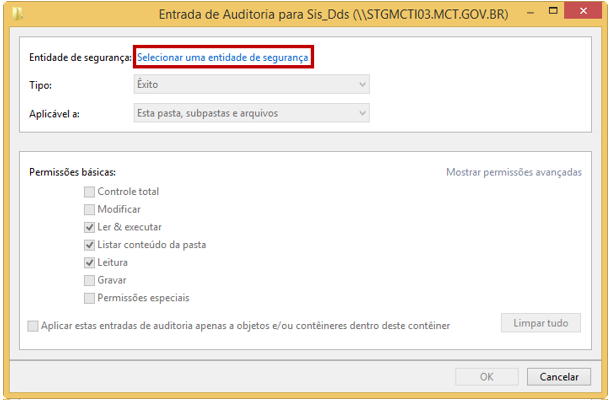 Entrada de Auditoria para Sis_Dds (\\STGMCTI03.MCT.GOV.BR)
Entidade de segurança: Selecionar uma entidade de segurança
Tipo: Êxito
Aplicável a: Esta pasta, subpastas e arquivos
Permissões básicas: Mostrar permissões avançadas
Controle total
Modificar
Ler & executar
Listar conteúdo da pasta
Leitura
Gravar
Permissões especiais
Aplicar estas entradas de auditoria apenas a objetos e/ou contêineres dentro deste contêiner Limpar tudo
OK Cancelar